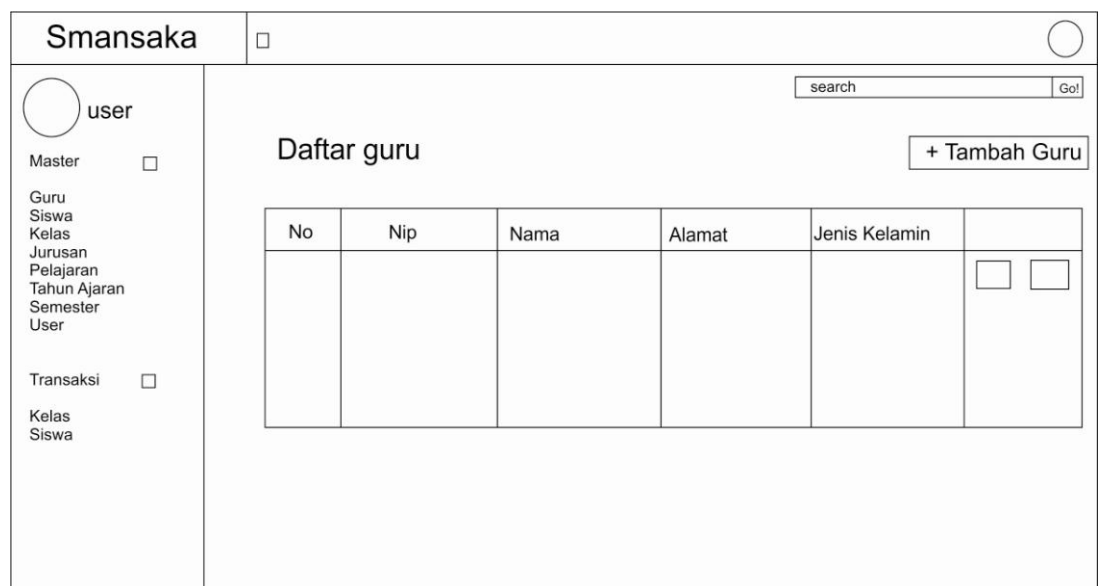 Smansaka
user
Master
Guru
Siswa
Kelas
Jurusan
Pelajaran
Tahun Ajaran
Semester
User
Transaksi
Kelas
Siswa
search Go!
Daftar guru + Tambah Guru
No Nip Nama Alamat Jenis Kelamin